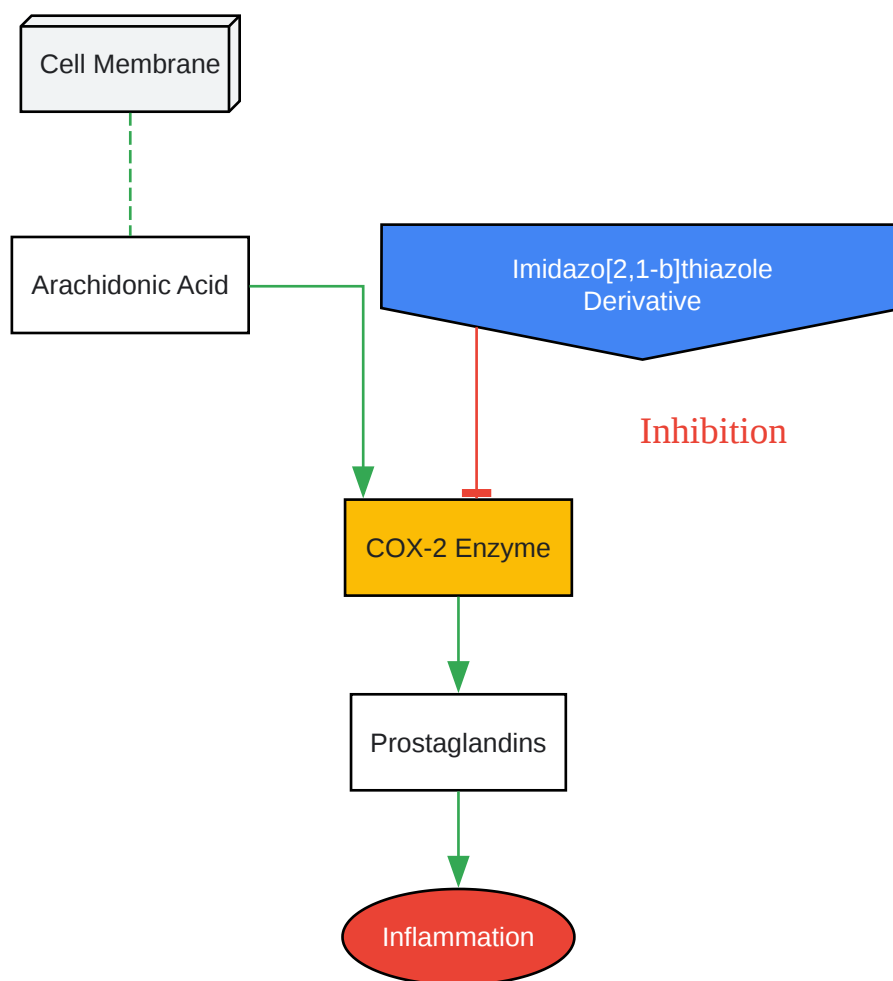 Cell Membrane
Arachidonic Acid
Imidazo[2,1-b]thiazole
Derivative
Inhibition
COX-2 Enzyme
Prostaglandins
Inflammation